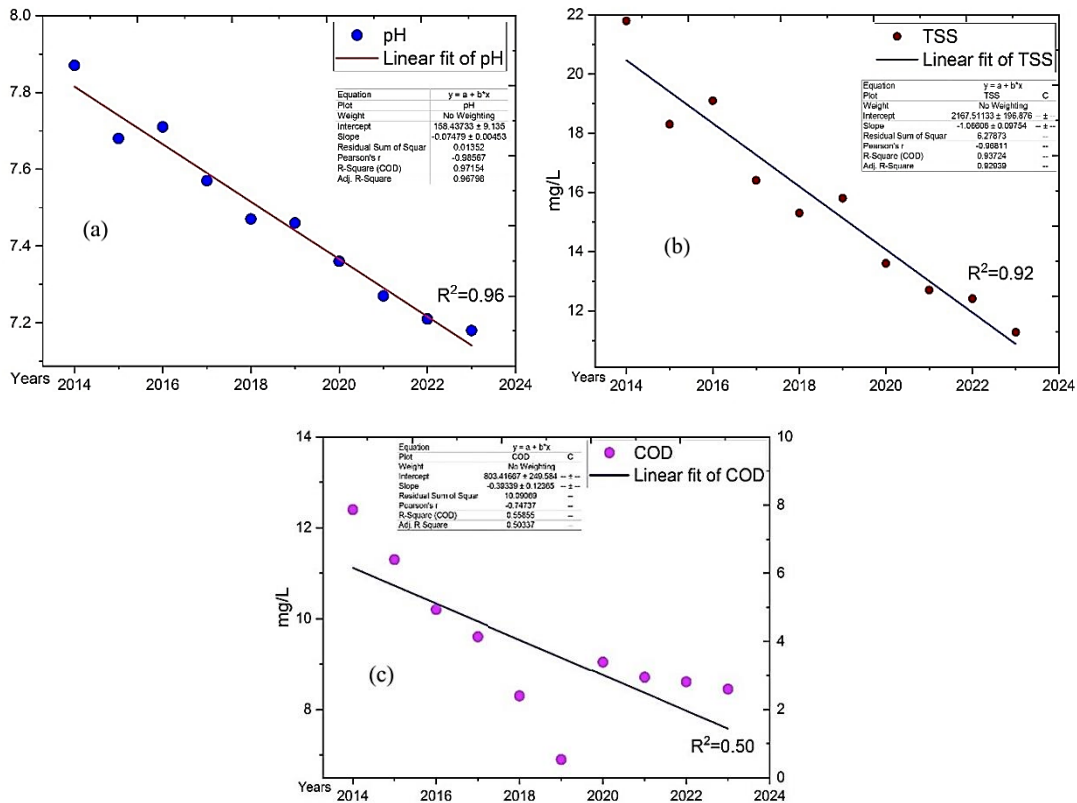 8.0
7.8
7.6
7.4
7.2
Years
2014 2016 2018 2020 2022 2024
pH
Linear fit of pH
Equation y = a + b*x
Plot pH
Weight No Weighting
Intercept 158.43733 ± 9.135
Slope -0.07479 ± 0.00453
Residual Sum of Squar 0.01352
Pearson's r -0.98567
R-Square (COD) 0.97154
Adj. R-Square 0.96798
(a)
R²=0.96
22
20
18
16
14
12
mg/L
Years
2014 2016 2018 2020 2022 2024
TSS
Linear fit of TSS
Equation y = a + b*x
Plot TSS C
Weight No Weighting
Intercept 2167.51133 ± 196.876 -- ± --
Slope -1.06606 ± 0.09754 -- ± --
Residual Sum of Squar 6.27873 --
Pearson's r -0.96811 --
R-Square (COD) 0.93724 --
Adj. R-Square 0.92939 --
(b)
R²=0.92
14
12
10
8
mg/L
10
8
6
4
2
0
Years
2014 2016 2018 2020 2022 2024
COD
Linear fit of COD
Equation y = a + b*x
Plot COD C
Weight No Weighting
Intercept 803.41667 ± 249.584 -- ± --
Slope -0.39339 ± 0.12365 -- ± --
Residual Sum of Squar 10.09069 --
Pearson's r -0.74737 --
R-Square (COD) 0.55855 --
Adj. R Square 0.50337 --
(c)
R²=0.50